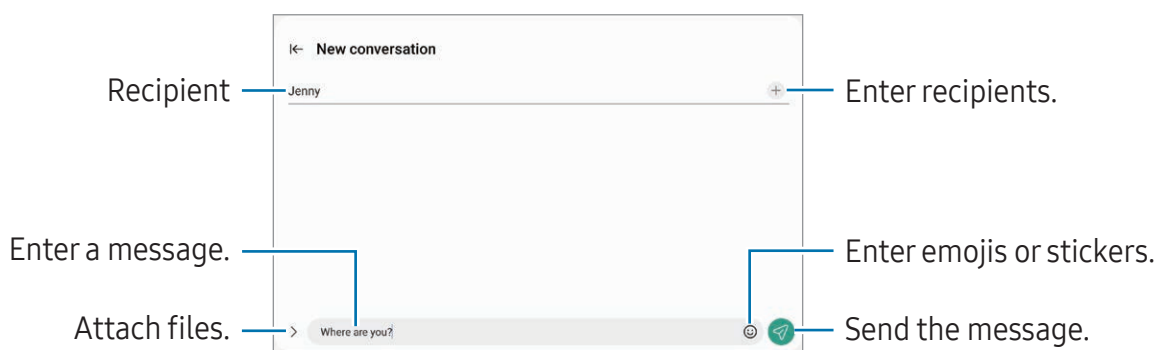 New conversation
Recipient
Jenny
Enter recipients.
Enter a message.
Enter emojis or stickers.
Attach files.
Where are you?
Send the message.